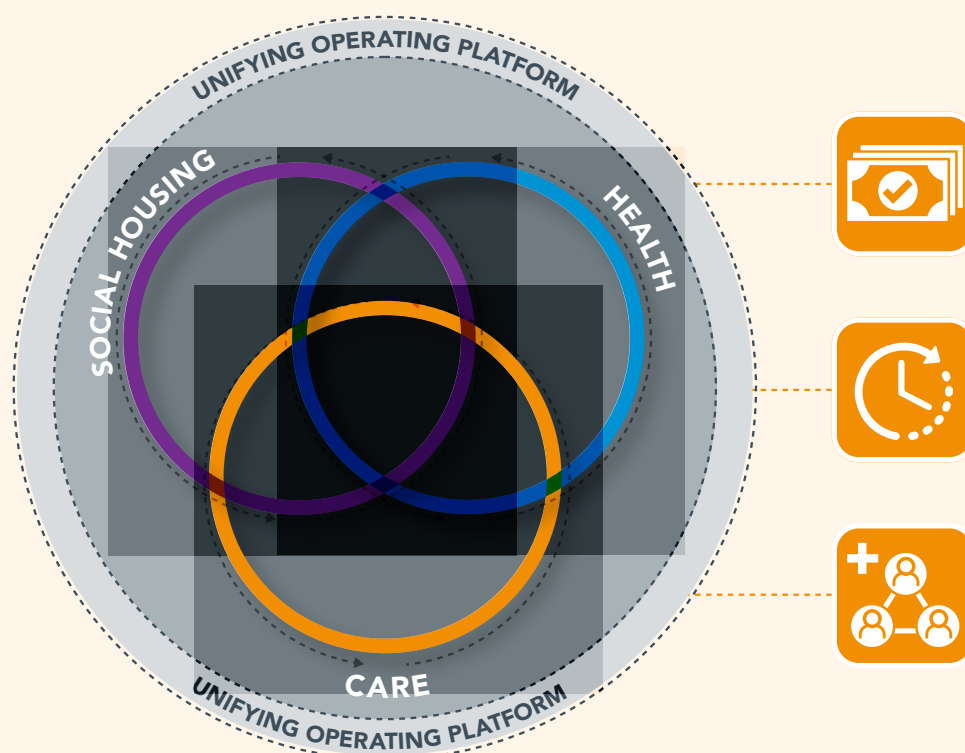 UNIFYING OPERATING PLATFORM
SOCIAL HOUSING
HEALTH
CARE
UNIFYING OPERATING PLATFORM